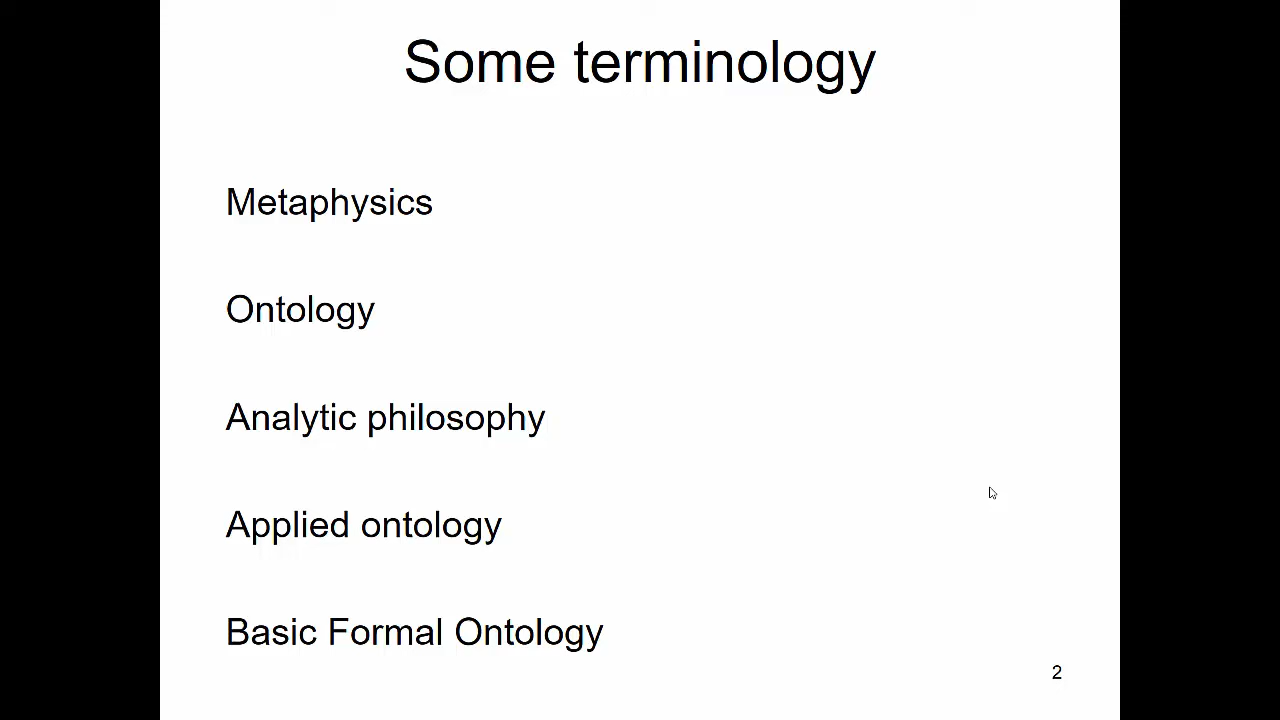 Some terminology
Metaphysics
Ontology
Analytic philosophy
Applied ontology
Basic Formal Ontology
2